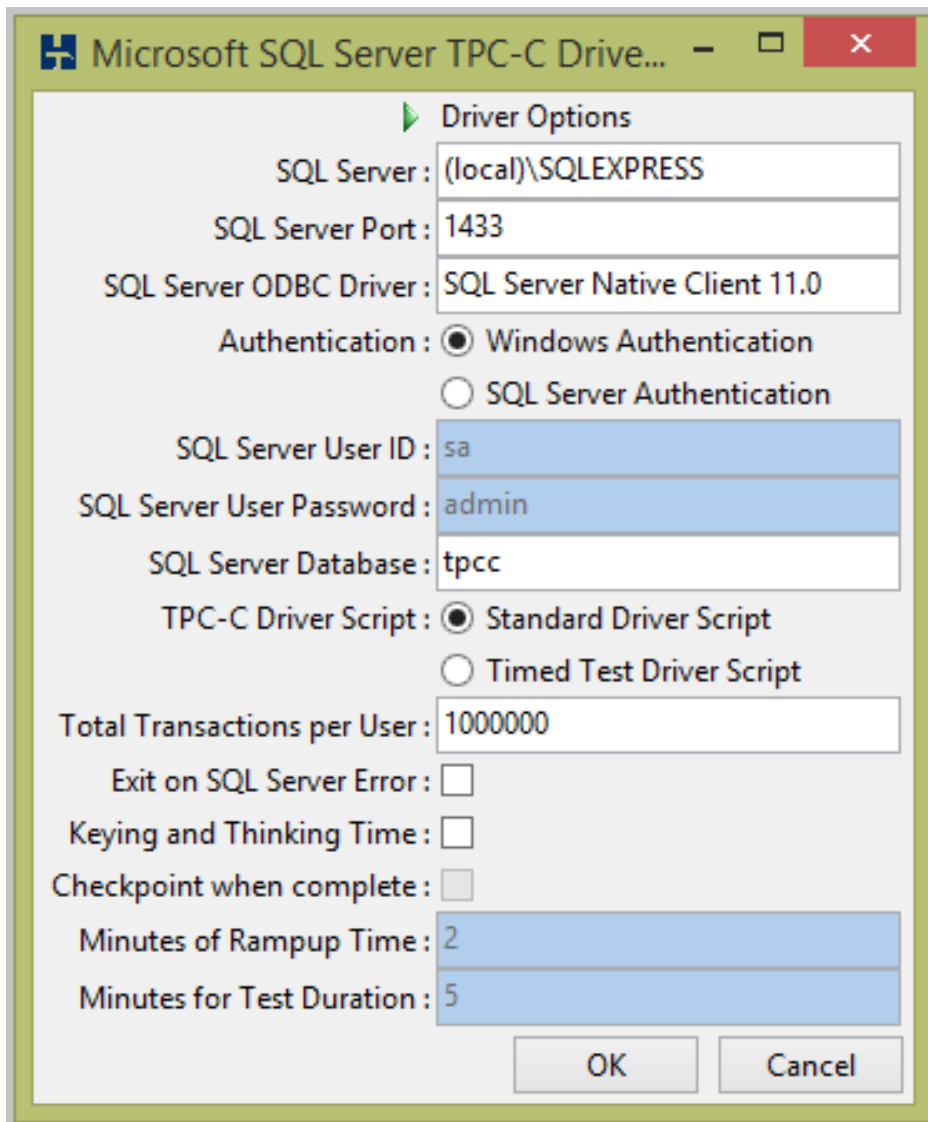 Microsoft SQL Server TPC-C Drive...
Driver Options
SQL Server : (local)\SQLEXPRESS
SQL Server Port : 1433
SQL Server ODBC Driver : SQL Server Native Client 11.0
Authentication : Windows Authentication
SQL Server Authentication
SQL Server User ID : sa
SQL Server User Password : admin
SQL Server Database : tpcc
TPC-C Driver Script : Standard Driver Script
Timed Test Driver Script
Total Transactions per User : 1000000
Exit on SQL Server Error :
Keying and Thinking Time :
Checkpoint when complete :
Minutes of Rampup Time : 2
Minutes for Test Duration : 5
OK Cancel